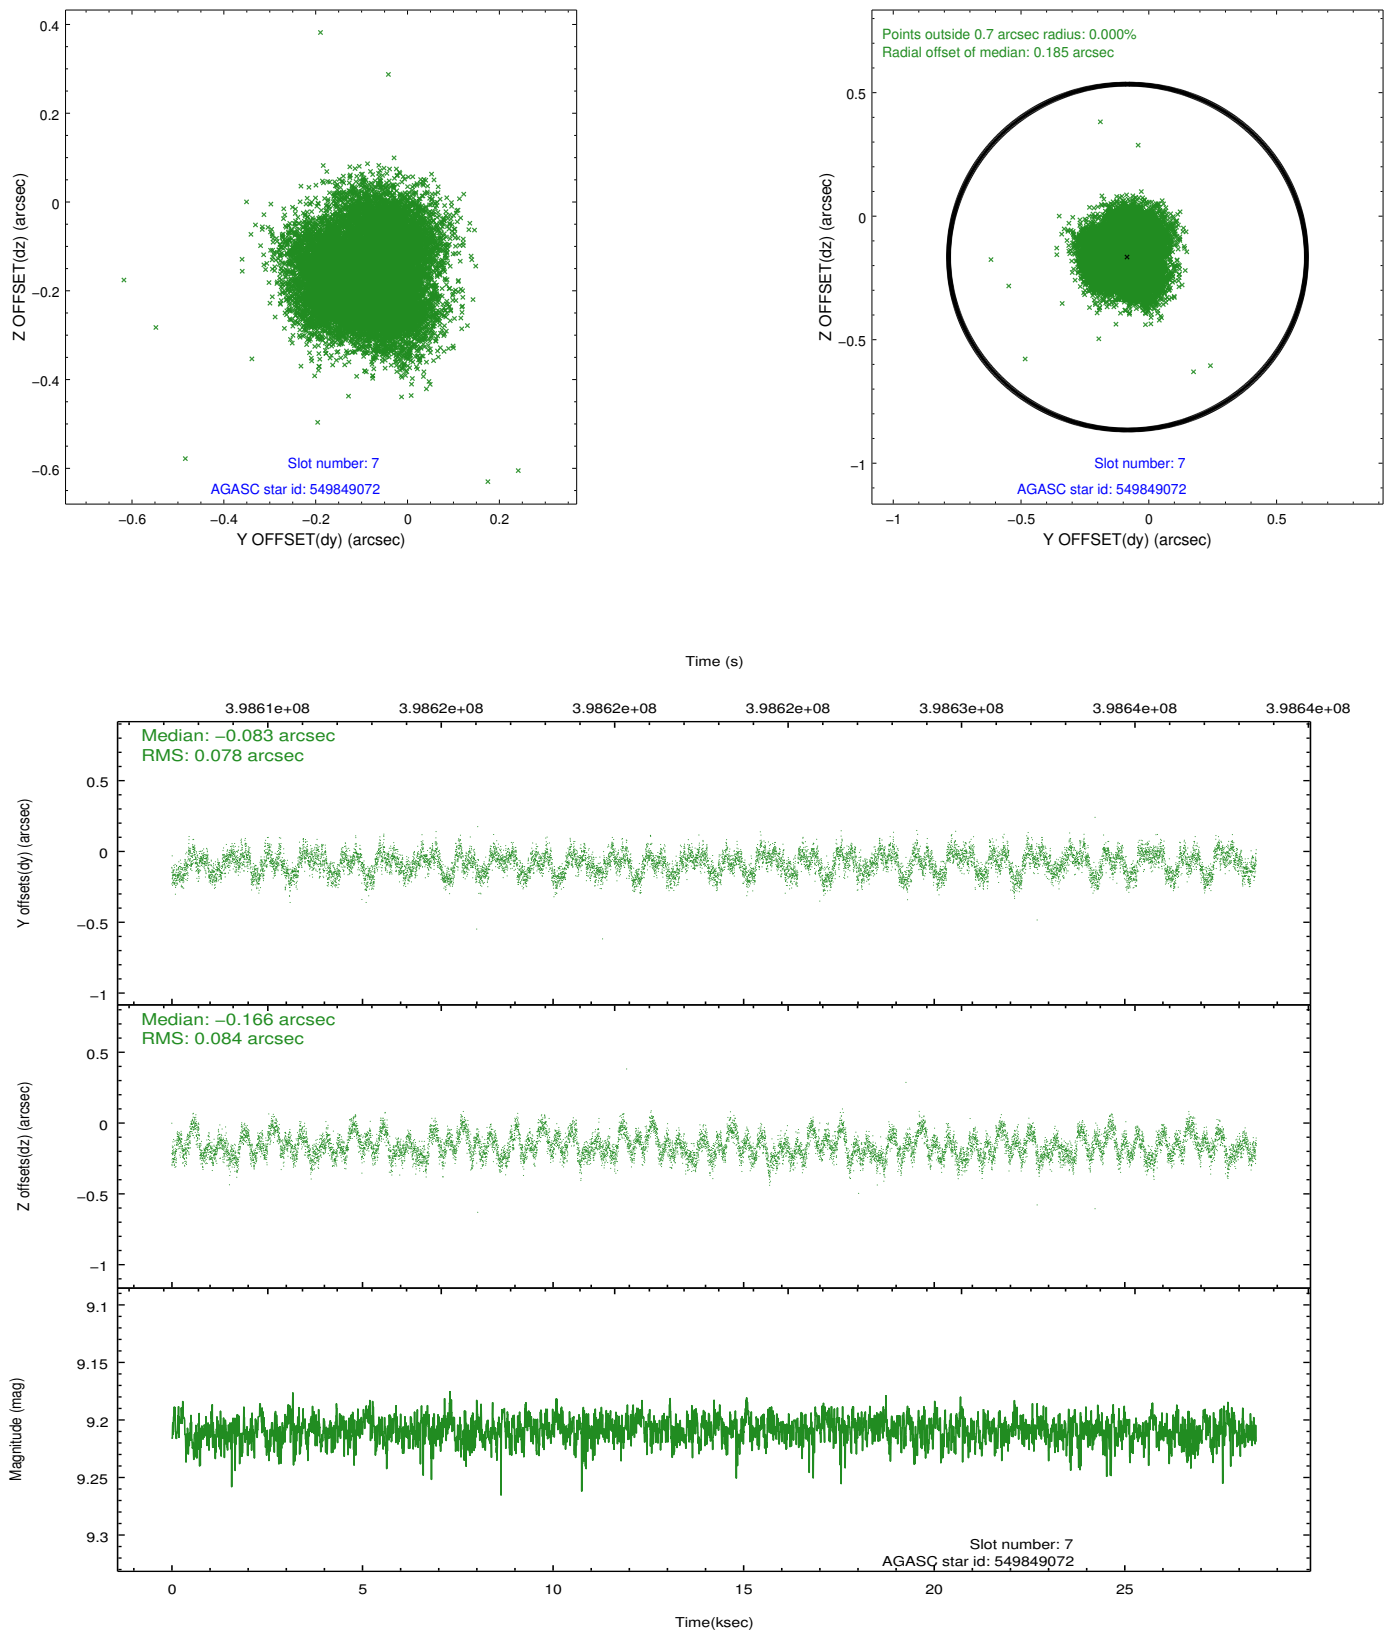 0.4
0.2
0
−0.2
−0.4
−0.6
Z OFFSET(dz) (arcsec)
Slot number: 7
AGASC star id: 549849072
−0.6
−0.4
−0.2
0
0.2
Y OFFSET(dy) (arcsec)
Points outside 0.7 arcsec radius: 0.000%
Radial offset of median: 0.185 arcsec
0.5
0
−0.5
−1
Z OFFSET(dz) (arcsec)
Slot number: 7
AGASC star id: 549849072
−1
−0.5
0
0.5
Y OFFSET(dy) (arcsec)
Time (s)
3.9861e+08
3.9862e+08
3.9862e+08
3.9862e+08
3.9863e+08
3.9864e+08
3.9864e+08
Median: −0.083 arcsec
RMS: 0.078 arcsec
0.5
0
−0.5
−1
Y offsets(dy) (arcsec)
Median: −0.166 arcsec
RMS: 0.084 arcsec
0.5
0
−0.5
−1
Z offsets(dz) (arcsec)
9.1
9.15
9.2
9.25
9.3
Magnitude (mag)
Slot number: 7
AGASC star id: 549849072
0
5
10
15
20
25
Time(ksec)